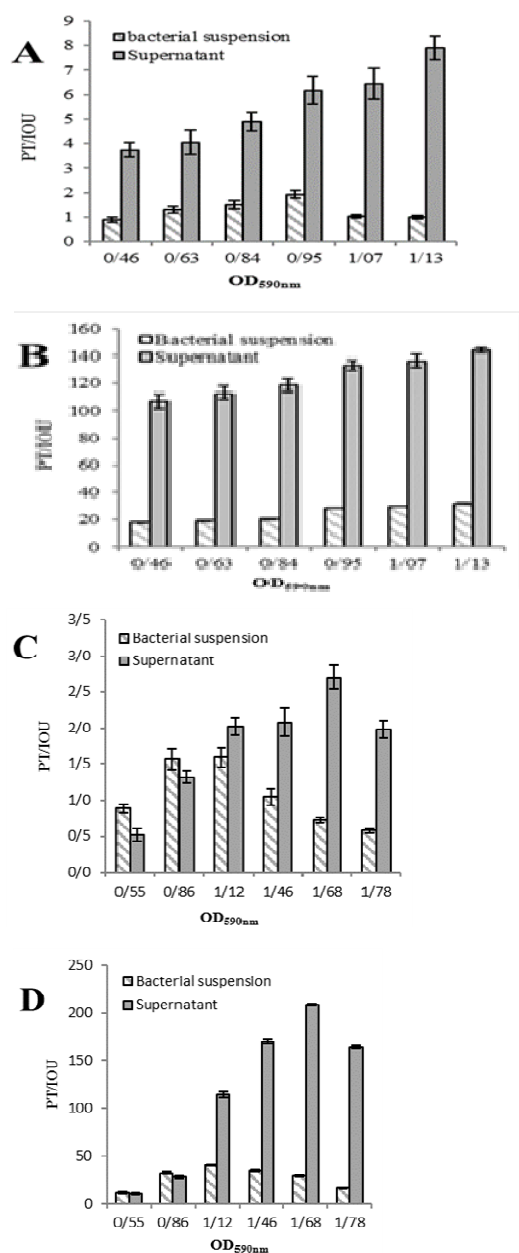 A
bacterial suspension
Supernatant
9
8
7
6
5
4
3
2
1
0
PT/IOU
0/46 0/63 0/84 0/95 1/07 1/13
OD590nm
B
Bacterial suspension
Supernatant
160
140
120
100
80
60
40
20
0
PT/IOU
0/46 0/63 0/84 0/95 1/07 1/13
OD590nm
C
Bacterial suspension
Supernatant
3/5
3/0
2/5
2/0
1/5
1/0
0/5
0/0
PT/IOU
0/55 0/86 1/12 1/46 1/68 1/78
OD590nm
D
Bacterial suspension
Supernatant
250
200
150
100
50
0
PT/IOU
0/55 0/86 1/12 1/46 1/68 1/78
OD590nm